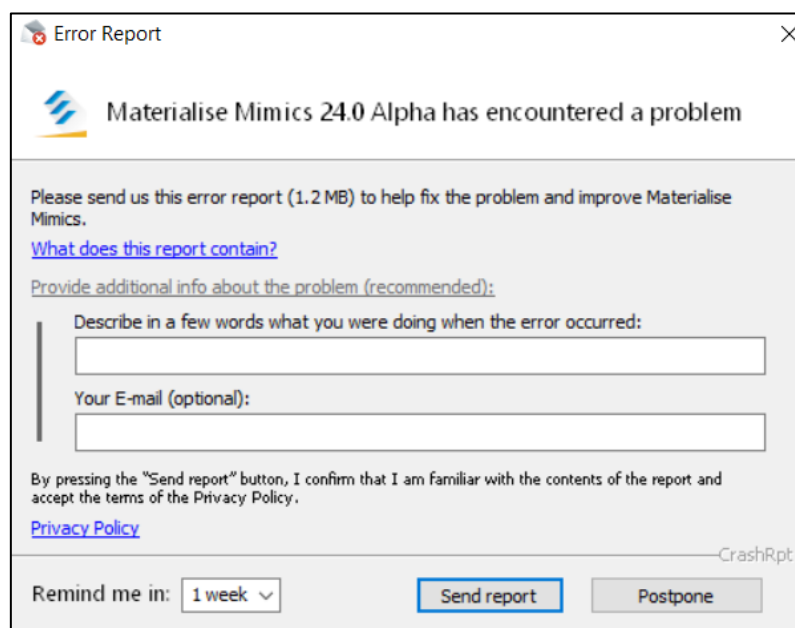 Error Report
Materialise Mimics 24.0 Alpha has encountered a problem
Please send us this error report (1.2 MB) to help fix the problem and improve Materialise
Mimics.
What does this report contain?
Provide additional info about the problem (recommended):
Describe in a few words what you were doing when the error occurred:
Your E-mail (optional):
By pressing the "Send report" button, I confirm that I am familiar with the contents of the report and
accept the terms of the Privacy Policy.
Privacy Policy
CrashRpt
Remind me in: 1 week Send report Postpone